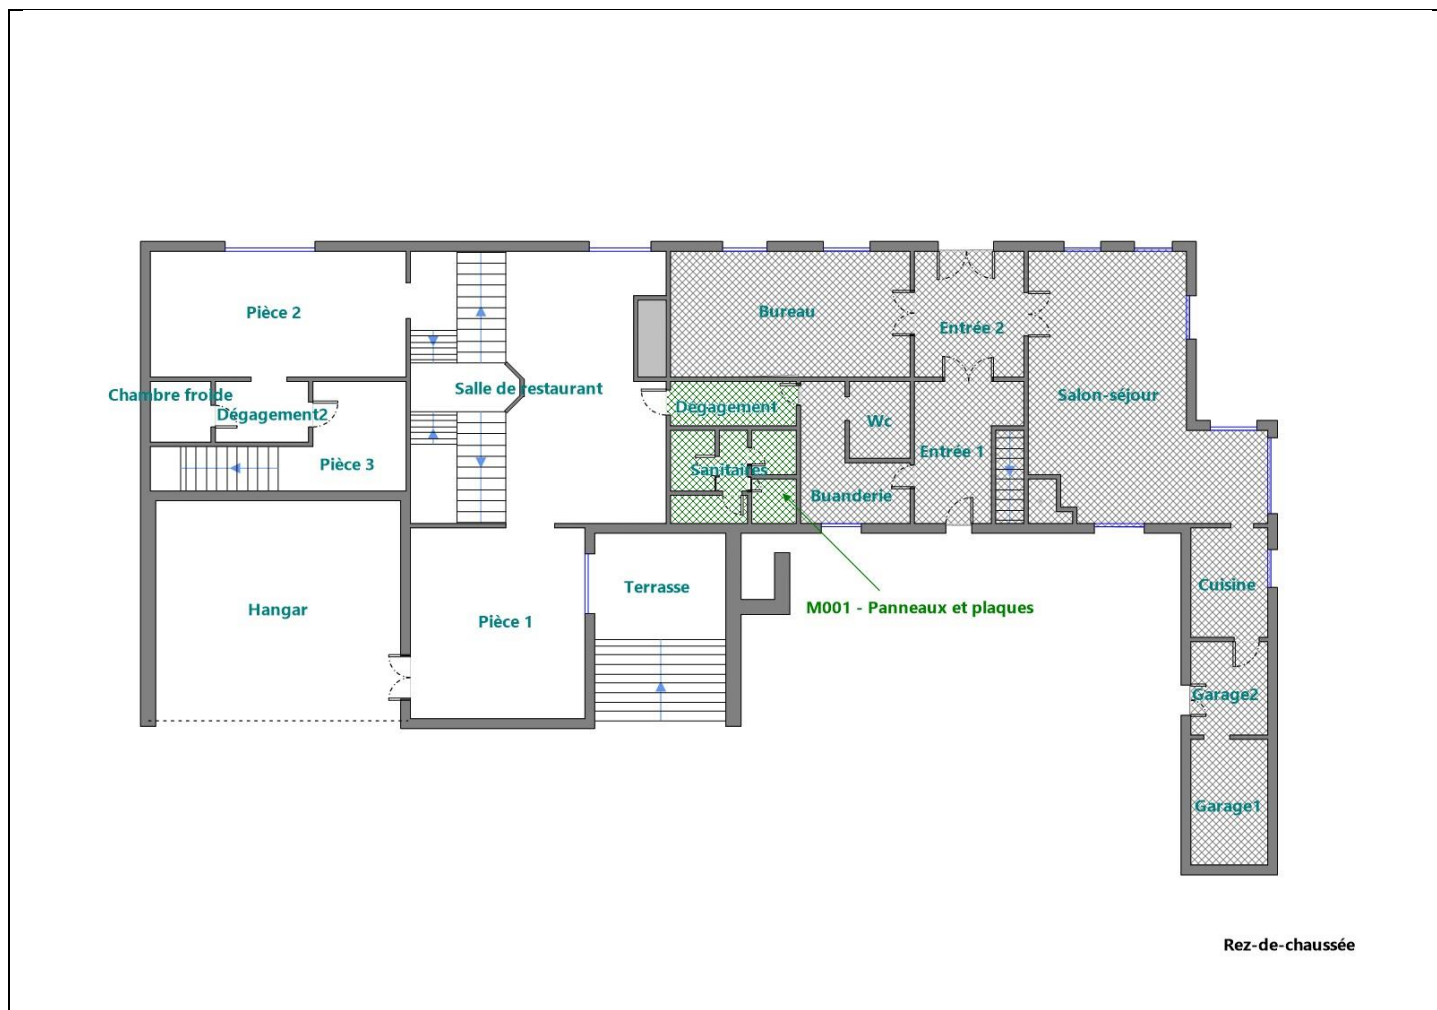 Pièce 2
Bureau
Entrée 2
Chambre froide
Salle de restaurant
Salon-séjour
Dégagement2
Dégagement
Wc
Entrée 1
Pièce 3
Sanitaires
Buanderie
Cuisine
Terrasse
M001 - Panneaux et plaques
Hangar
Pièce 1
Garage2
Garage1
Rez-de-chaussée